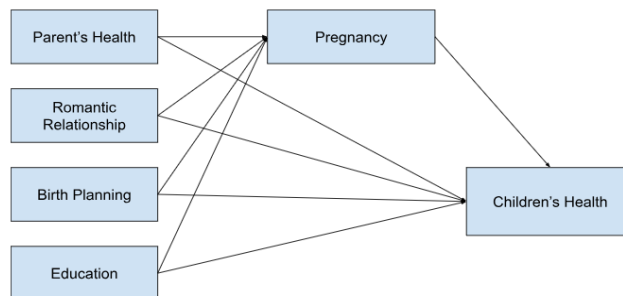 Parent's Health
Pregnancy
Romantic
Relationship
Birth Planning
Children's Health
Education